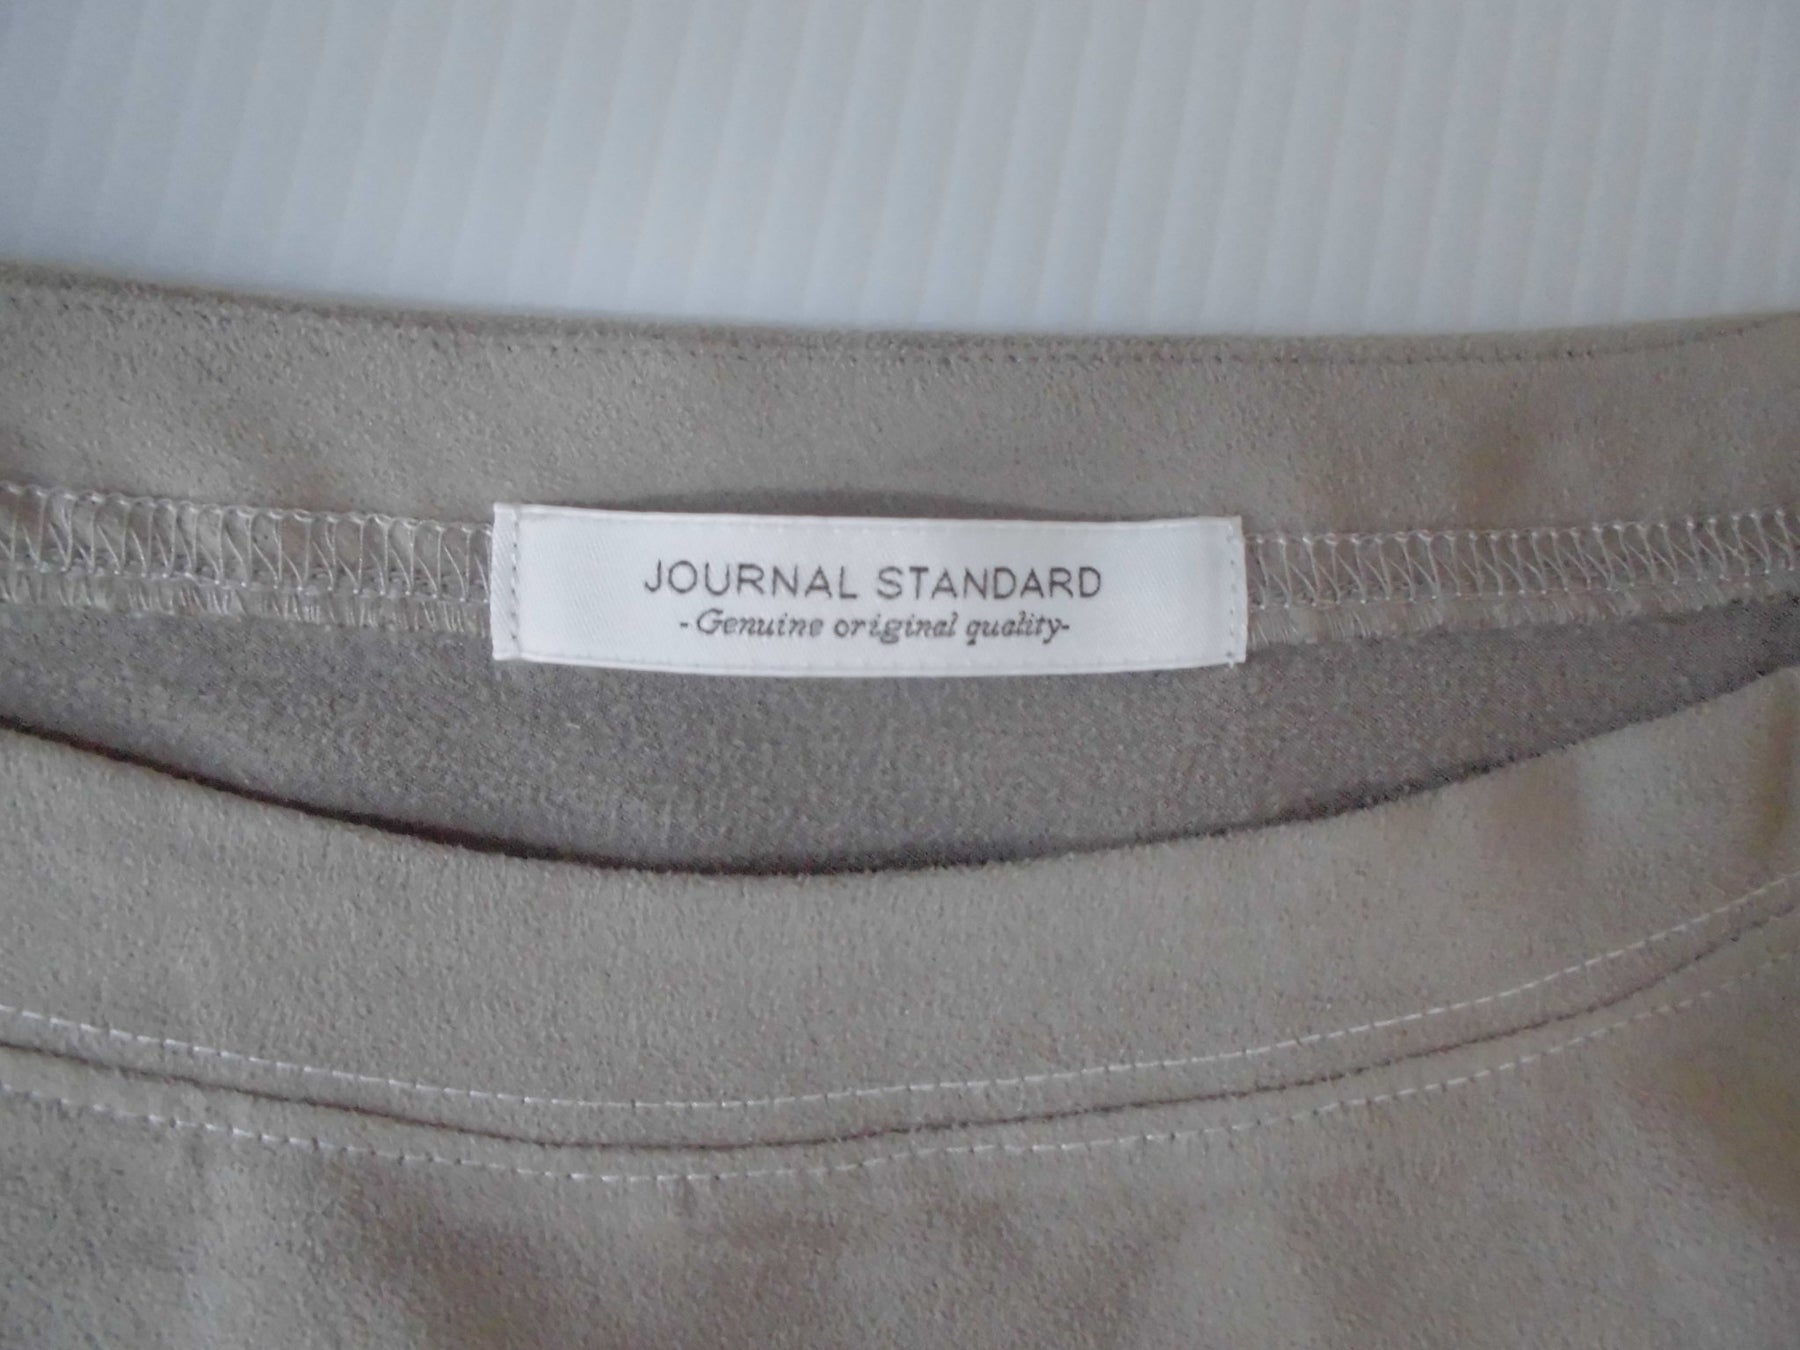 JOURNAL STANDARD
-Genuine original quality-